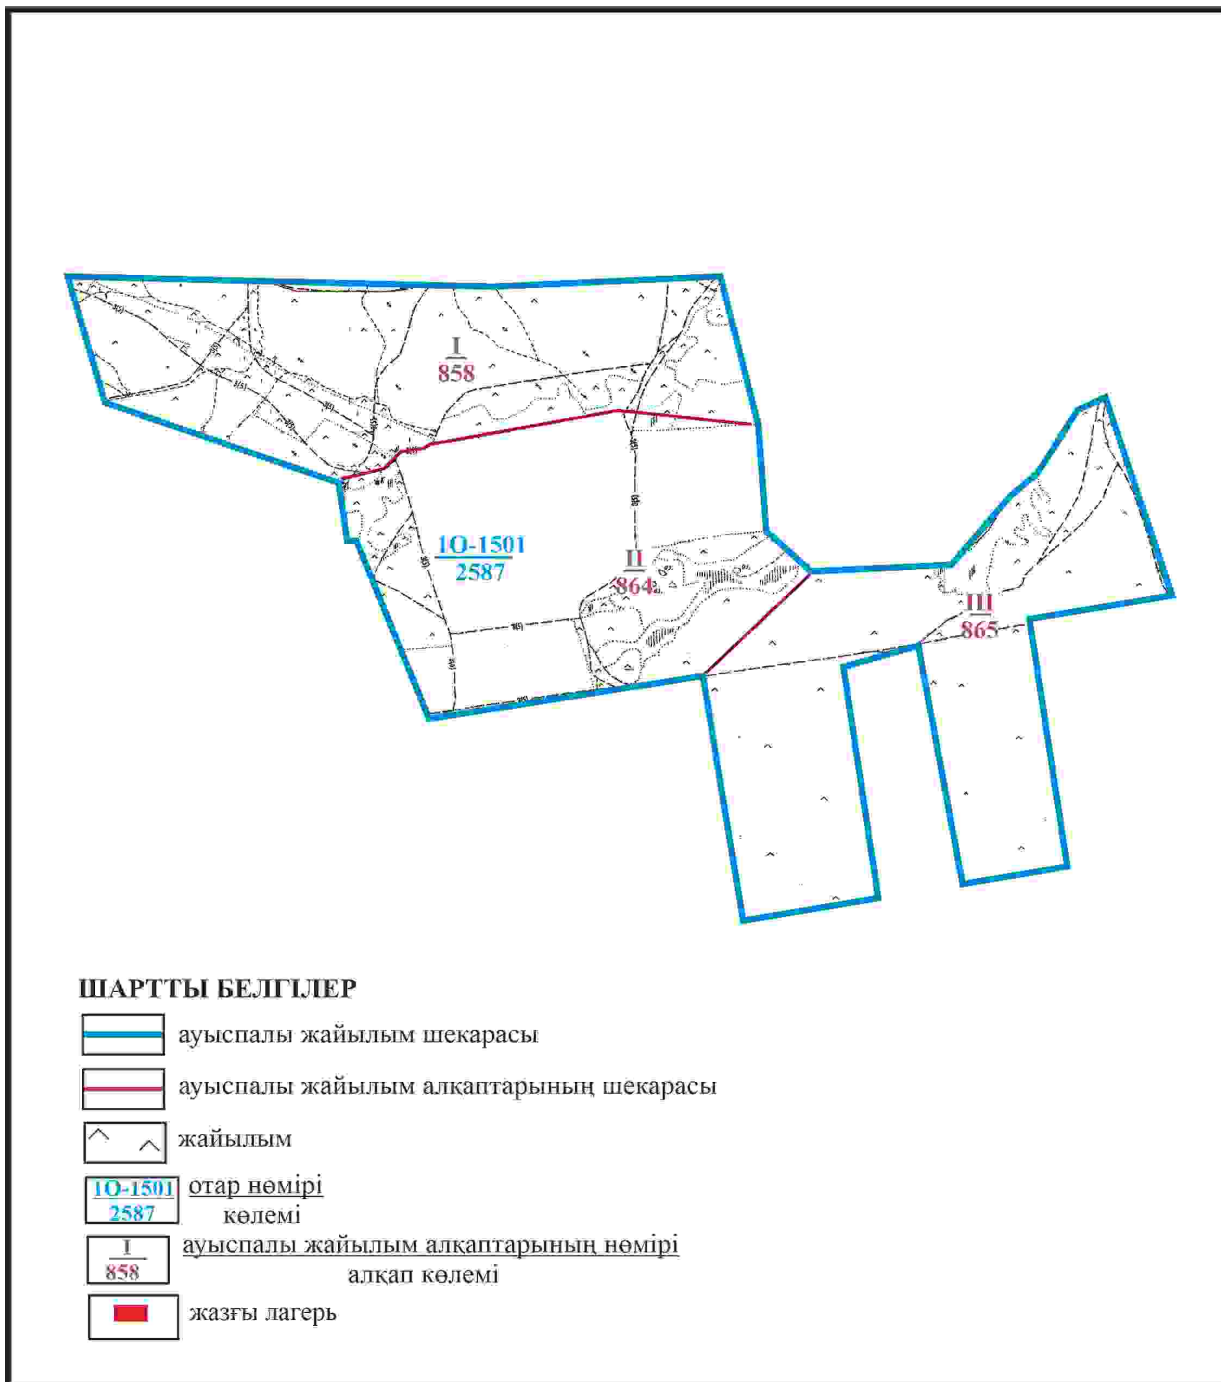 I
858
1О-1501
2587
II
864
III
865
ШАРТТЫ БЕЛГІЛЕР
ауыспалы жайылым шекарасы
ауыспалы жайылым алқаптарының шекарасы
жайылым
1О-1501
2587
отар нөмірі
көлемі
I
858
ауыспалы жайылым алқаптарының нөмірі
алқап көлемі
жазғы лагерь